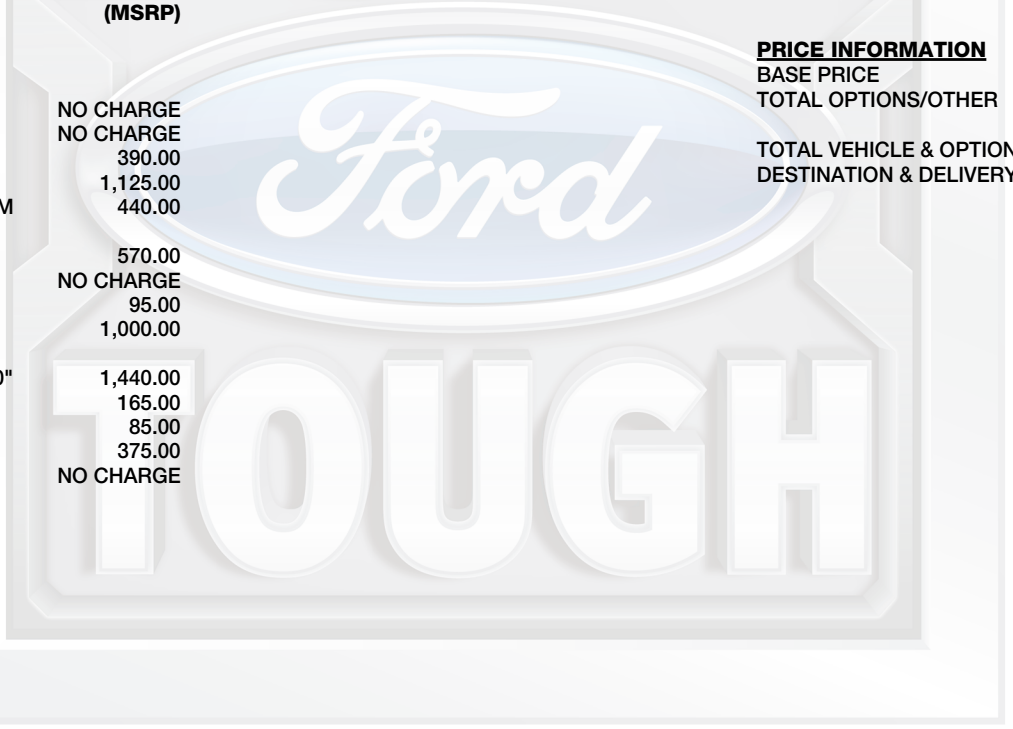 (MSRP)
PRICE INFORMATION
BASE PRICE
TOTAL OPTIONS/OTHER
TOTAL VEHICLE & OPTION
DESTINATION & DELIVERY
NO CHARGE
NO CHARGE
390.00
1,125.00
M 440.00
570.00
NO CHARGE
95.00
1,000.00
0" 1,440.00
165.00
85.00
375.00
NO CHARGE
Ford
TOUGH